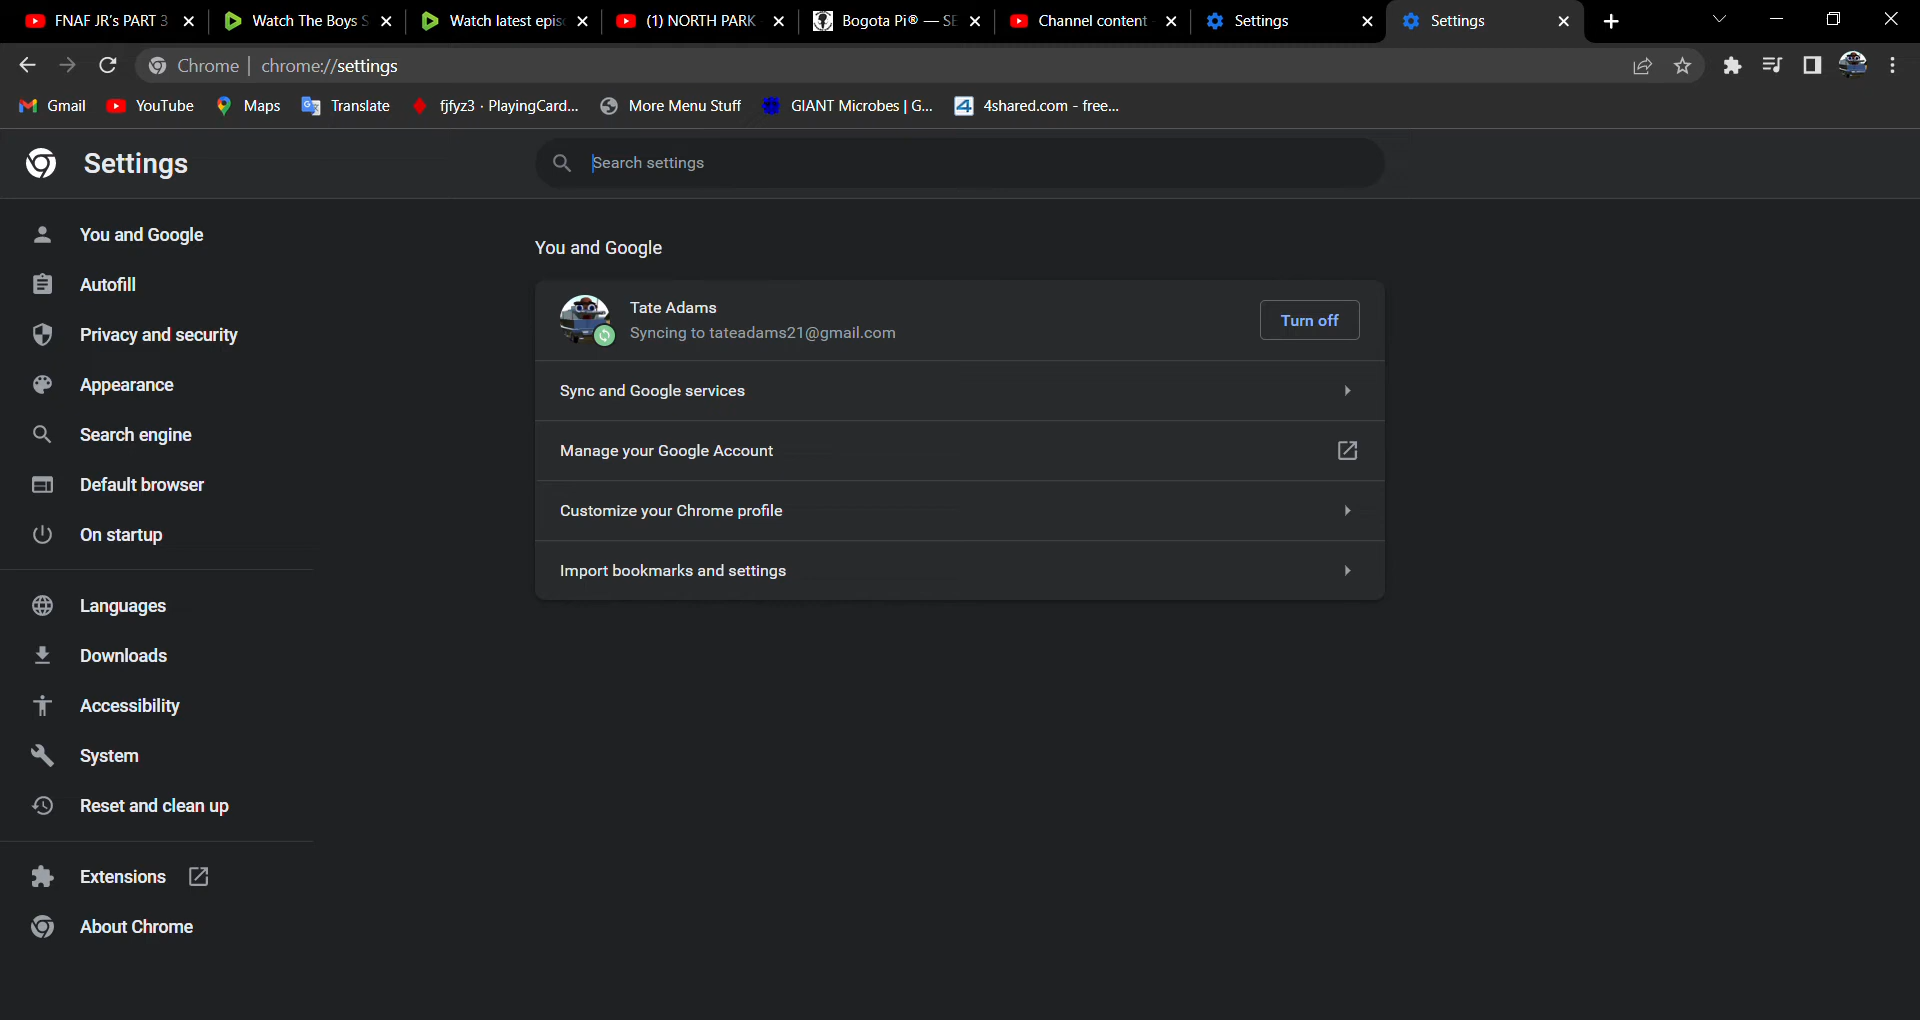 FNAF JR's PART 3
Watch The Boys S
Watch latest epis
(1) NORTH PARK
Bogota Pi® — SE
Channel content
Settings
Settings
Chrome | chrome://settings
Gmail
YouTube
Maps
Translate
fjfyz3 · PlayingCard...
More Menu Stuff
GIANT Microbes | G...
4shared.com - free...
Settings
Search settings
You and Google
Autofill
Privacy and security
Appearance
Search engine
Default browser
On startup
Languages
Downloads
Accessibility
System
Reset and clean up
Extensions
About Chrome
You and Google
Tate Adams
Syncing to tateadams21@gmail.com
Turn off
Sync and Google services
Manage your Google Account
Customize your Chrome profile
Import bookmarks and settings